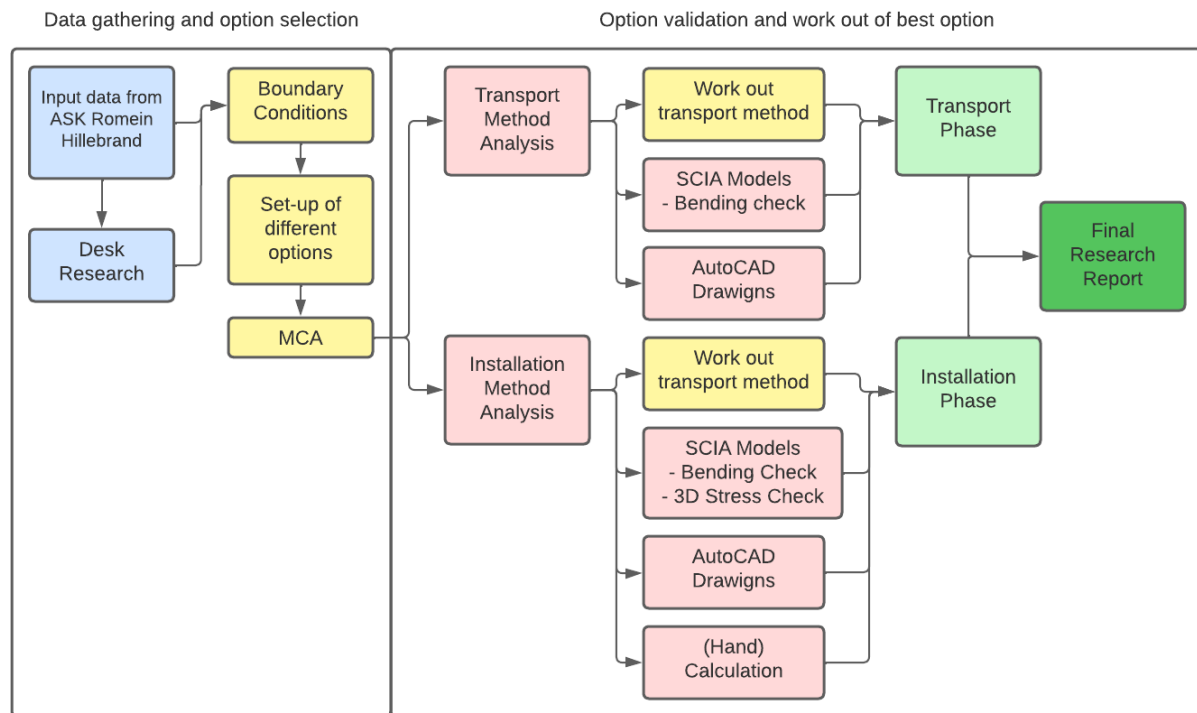 Data gathering and option selection
Option validation and work out of best option
Input data from
ASK Romein
Hillebrand
Desk
Research
Boundary
Conditions
Set-up of
different
options
MCA
Transport
Method
Analysis
Work out
transport method
SCIA Models
- Bending check
AutoCAD
Drawigns
Transport
Phase
Installation
Method
Analysis
Work out
transport method
SCIA Models
- Bending Check
- 3D Stress Check
AutoCAD
Drawigns
(Hand)
Calculation
Installation
Phase
Final
Research
Report